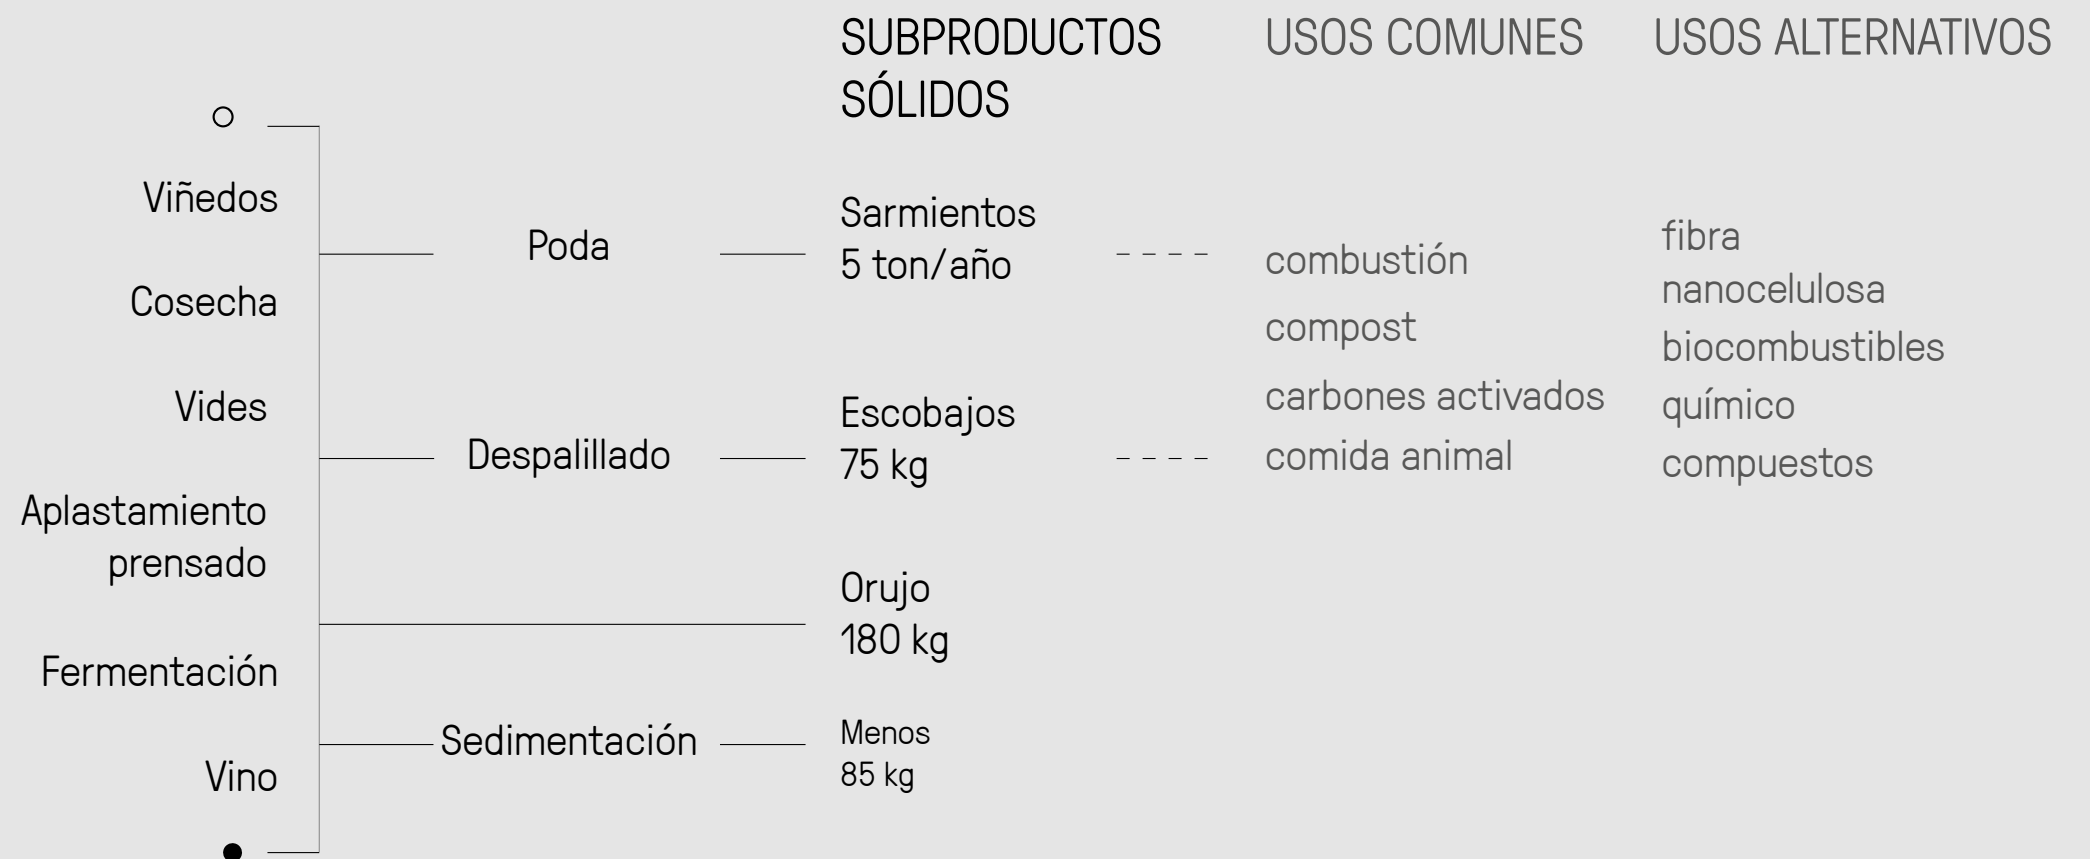 SUBPRODUCTOS
SÓLIDOS
USOS COMUNES
USOS ALTERNATIVOS
Viñedos
Cosecha
Vides
Aplastamiento
prensado
Fermentación
Vino
Poda
Despalillado
Sedimentación
Sarmientos
5 ton/año
Escobajos
75 kg
Orujo
180 kg
Menos
85 kg
combustión
compost
carbones activados
comida animal
fibra
nanocelulosa
biocombustibles
químico
compuestos